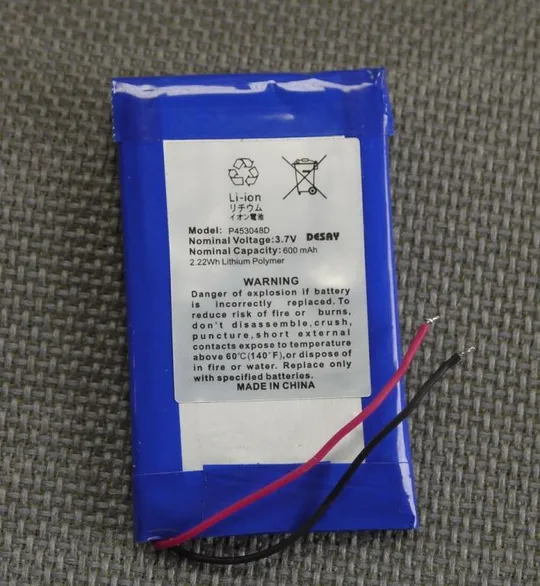 Li-ion
リチウム
イオン電池
Model: P453048D
Nominal Voltage:3.7V DESAY
Nominal Capacity: 600 mAh
2.22Wh Lithium Polymer
WARNING
Danger of explosion if battery
is incorrectly replaced. To
reduce risk of fire or burns,
don't disassemble,crush,
puncture,short external
contacts expose to temperature
above 60℃(140°F),or dispose of
in fire or water. Replace only
with specified batteries.
MADE IN CHINA